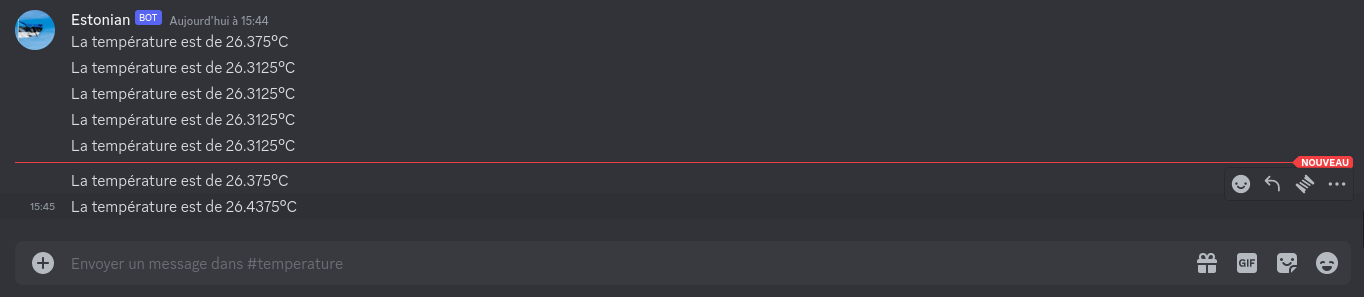 Estonian BOT Aujourd'hui à 15:44
La température est de 26.375°C
La température est de 26.3125°C
La température est de 26.3125°C
La température est de 26.3125°C
La température est de 26.3125°C
NOUVEAU
La température est de 26.375°C
15:45 La température est de 26.4375°C
Envoyer un message dans #temperature
GIF